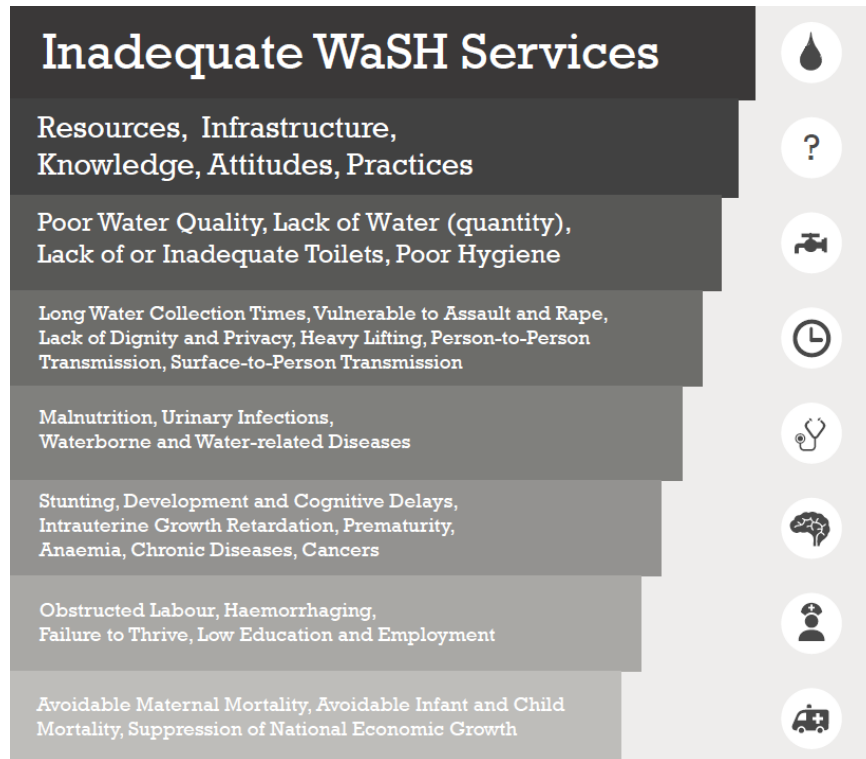 Inadequate WaSH Services
Resources, Infrastructure,
Knowledge, Attitudes, Practices
?
Poor Water Quality, Lack of Water (quantity),
Lack of or Inadequate Toilets, Poor Hygiene
Long Water Collection Times, Vulnerable to Assault and Rape,
Lack of Dignity and Privacy, Heavy Lifting, Person-to-Person
Transmission, Surface-to-Person Transmission
Malnutrition, Urinary Infections,
Waterborne and Water-related Diseases
Stunting, Development and Cognitive Delays,
Intrauterine Growth Retardation, Prematurity,
Anaemia, Chronic Diseases, Cancers
Obstructed Labour, Haemorrhaging,
Failure to Thrive, Low Education and Employment
Avoidable Maternal Mortality, Avoidable Infant and Child
Mortality, Suppression of National Economic Growth